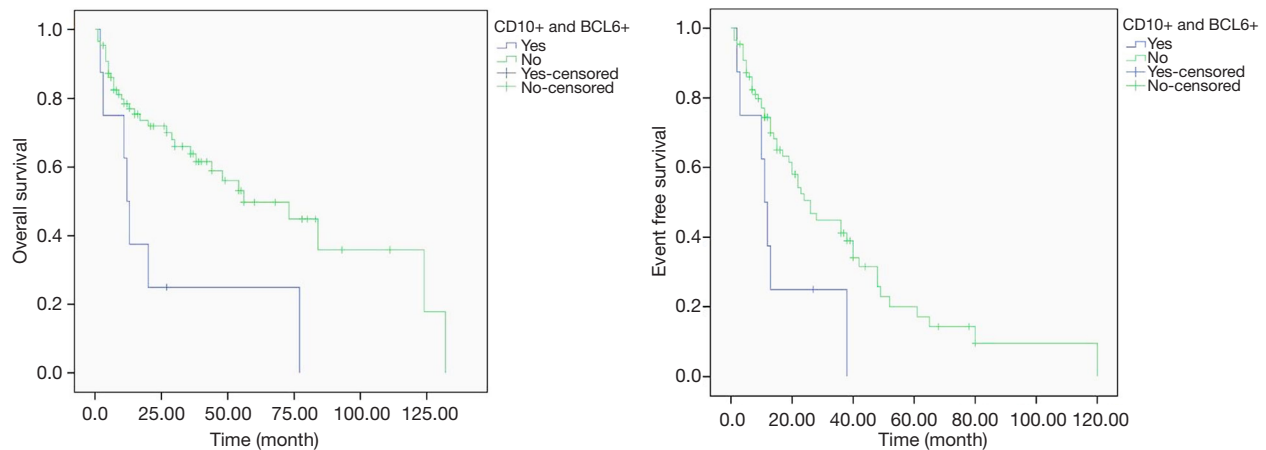 CD10+ and BCL6+
Yes
No
Yes-censored
No-censored
1.0
0.8
0.6
0.4
0.2
0.0
Overall survival
0.0 25.00 50.00 75.00 100.00 125.00
Time (month)
CD10+ and BCL6+
Yes
No
Yes-censored
No-censored
1.0
0.8
0.6
0.4
0.2
0.0
Event free survival
0.0 20.00 40.00 60.00 80.00 100.00 120.00
Time (month)